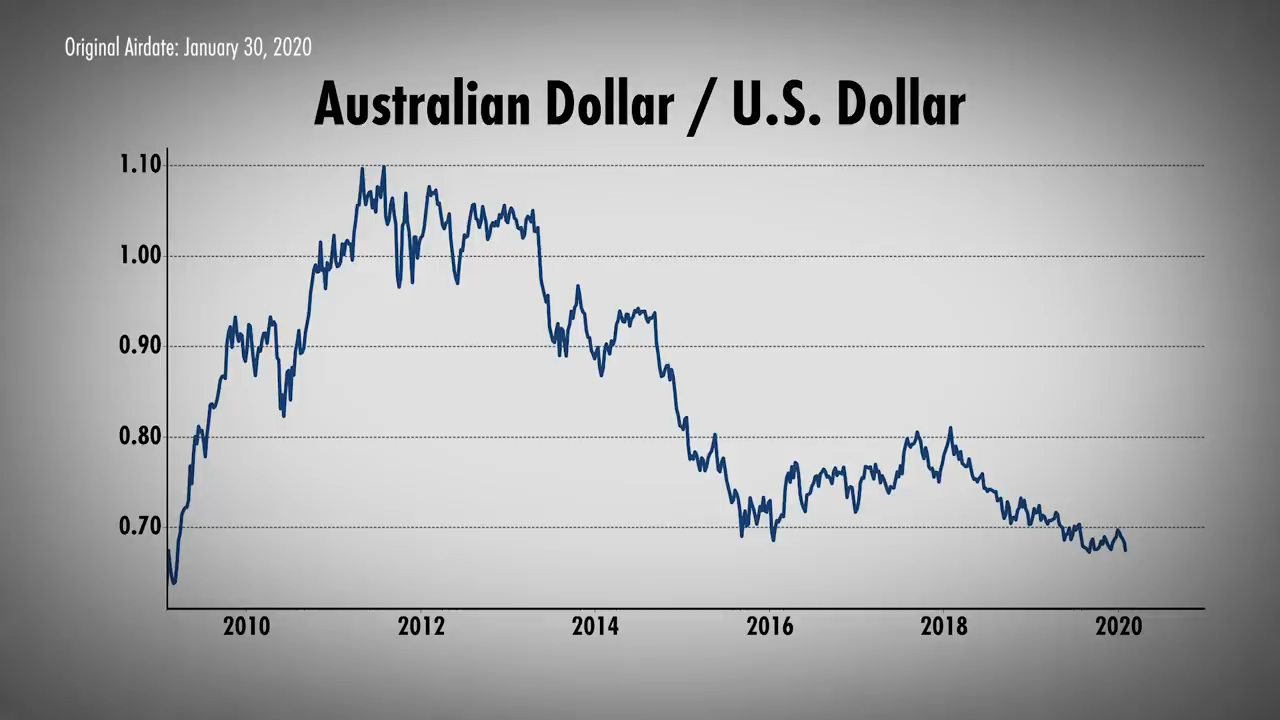 Original Airdate: January 30, 2020
Australian Dollar / U.S. Dollar
1.10
1.00
0.90
0.80
0.70
2010 2012 2014 2016 2018 2020